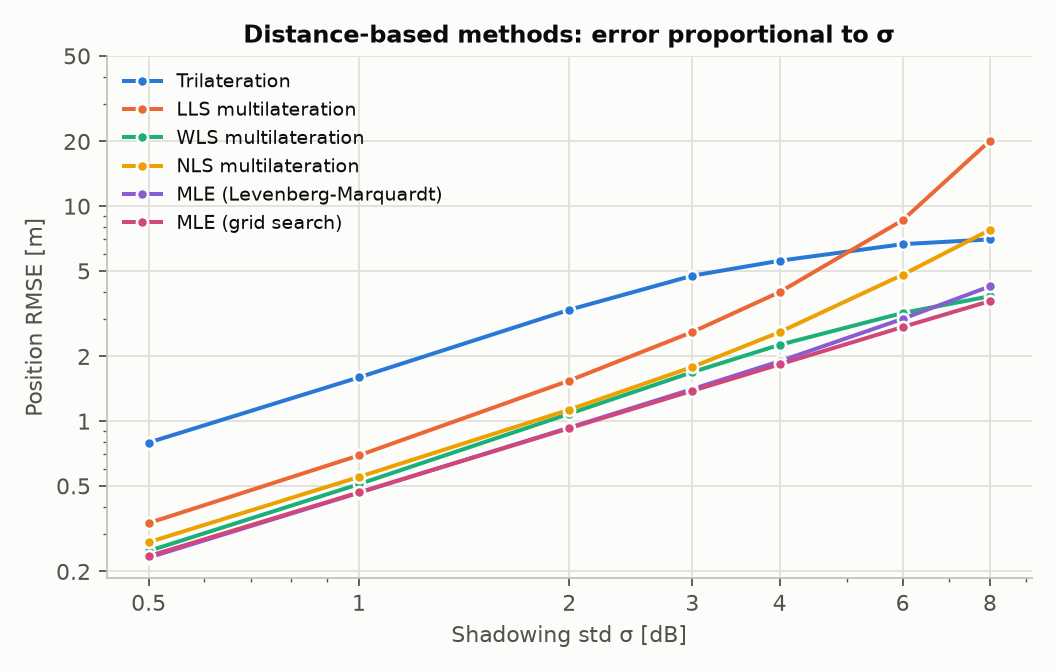 Distance-based methods: error proportional to σ
50
20
10
5
2
1
0.5
0.2
Position RMSE [m]
Trilateration
LLS multilateration
WLS multilateration
NLS multilateration
MLE (Levenberg-Marquardt)
MLE (grid search)
0.5 1 2 3 4 6 8
Shadowing std σ [dB]